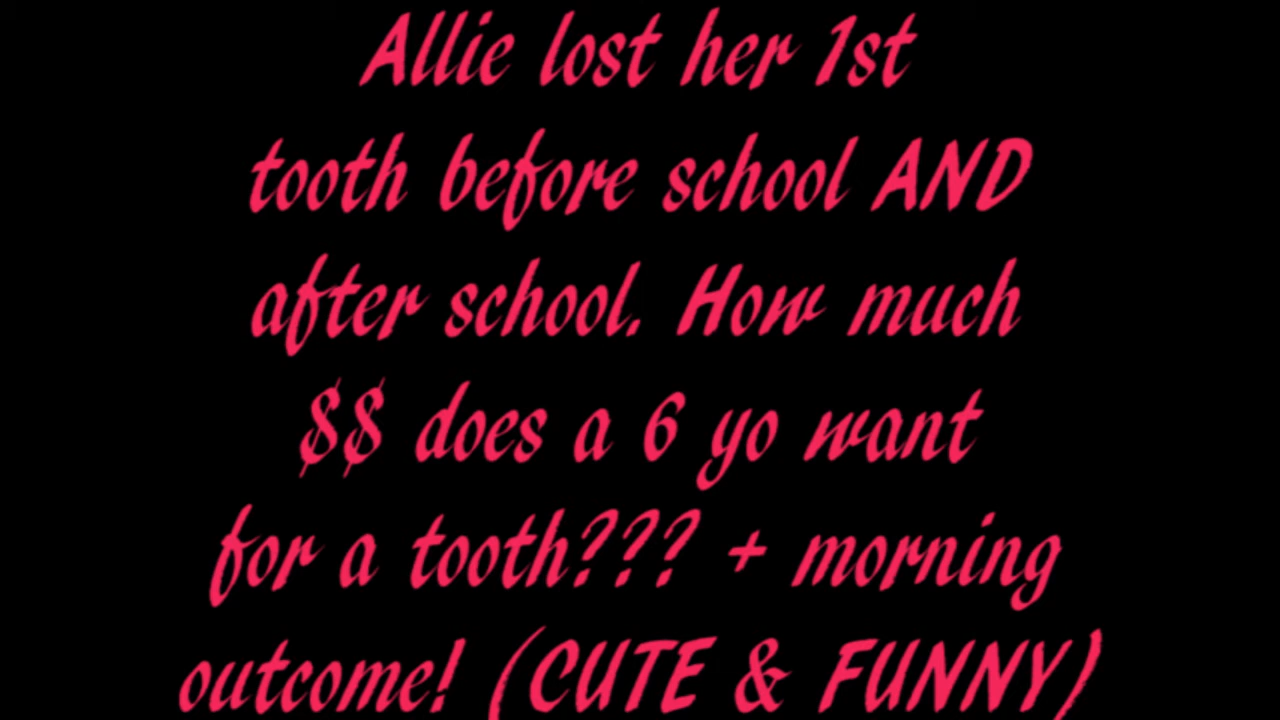 Allie lost her 1st
tooth before school AND
after school. How much
$$ does a 6 yo want
for a tooth??? + morning
outcome! (CUTE & FUNNY)